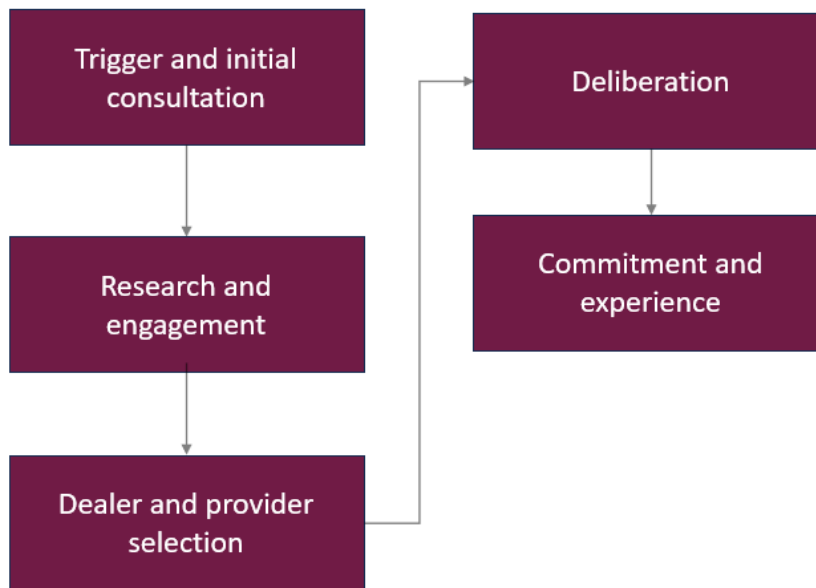 Trigger and initial
consultation
Research and
engagement
Dealer and provider
selection
Deliberation
Commitment and
experience